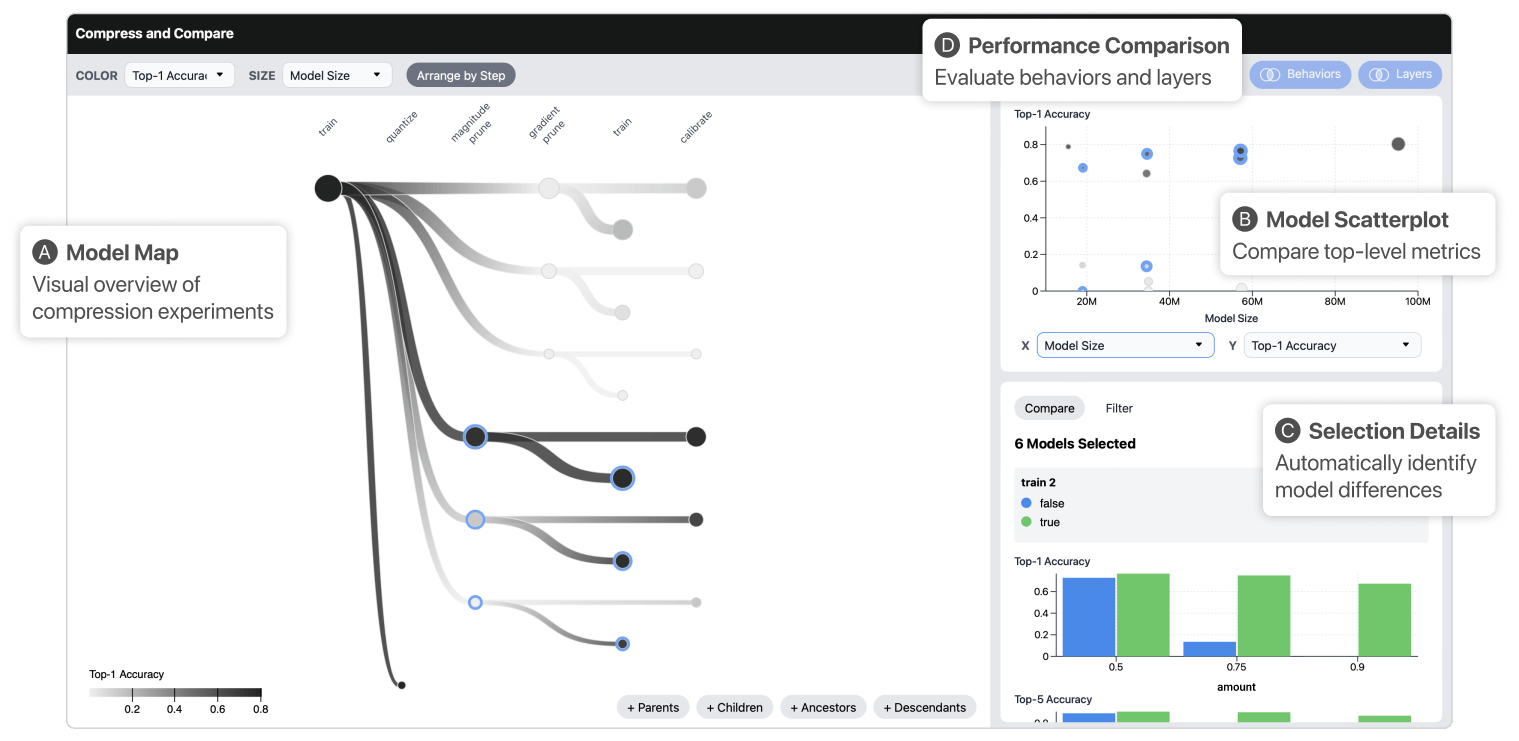 Compress and Compare
COLOR Top-1 Accurac SIZE Model Size Arrange by Step
D Performance Comparison
Evaluate behaviors and layers
Behaviors Layers
train
quantize
magnitude
prune
gradient
prune
train
calibrate
A Model Map
Visual overview of
compression experiments
Top-1 Accuracy
0.2 0.4 0.6 0.8
+ Parents + Children + Ancestors + Descendants
Top-1 Accuracy
0.8
0.6
0.4
0.2
0
20M 40M 60M 80M 100M
Model Size
X Model Size Y Top-1 Accuracy
B Model Scatterplot
Compare top-level metrics
Compare Filter
6 Models Selected
train 2
false
true
C Selection Details
Automatically identify
model differences
Top-1 Accuracy
0.6
0.4
0.2
0
0.5 0.75 0.9
amount
Top-5 Accuracy